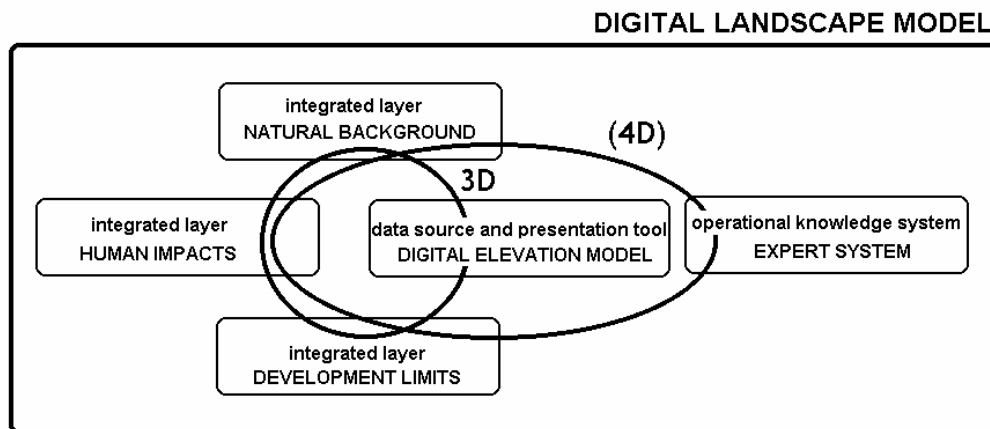 DIGITAL LANDSCAPE MODEL
integrated layer
NATURAL BACKGROUND
(4D)
3D
integrated layer
HUMAN IMPACTS
data source and presentation tool
DIGITAL ELEVATION MODEL
operational knowledge system
EXPERT SYSTEM
integrated layer
DEVELOPMENT LIMITS